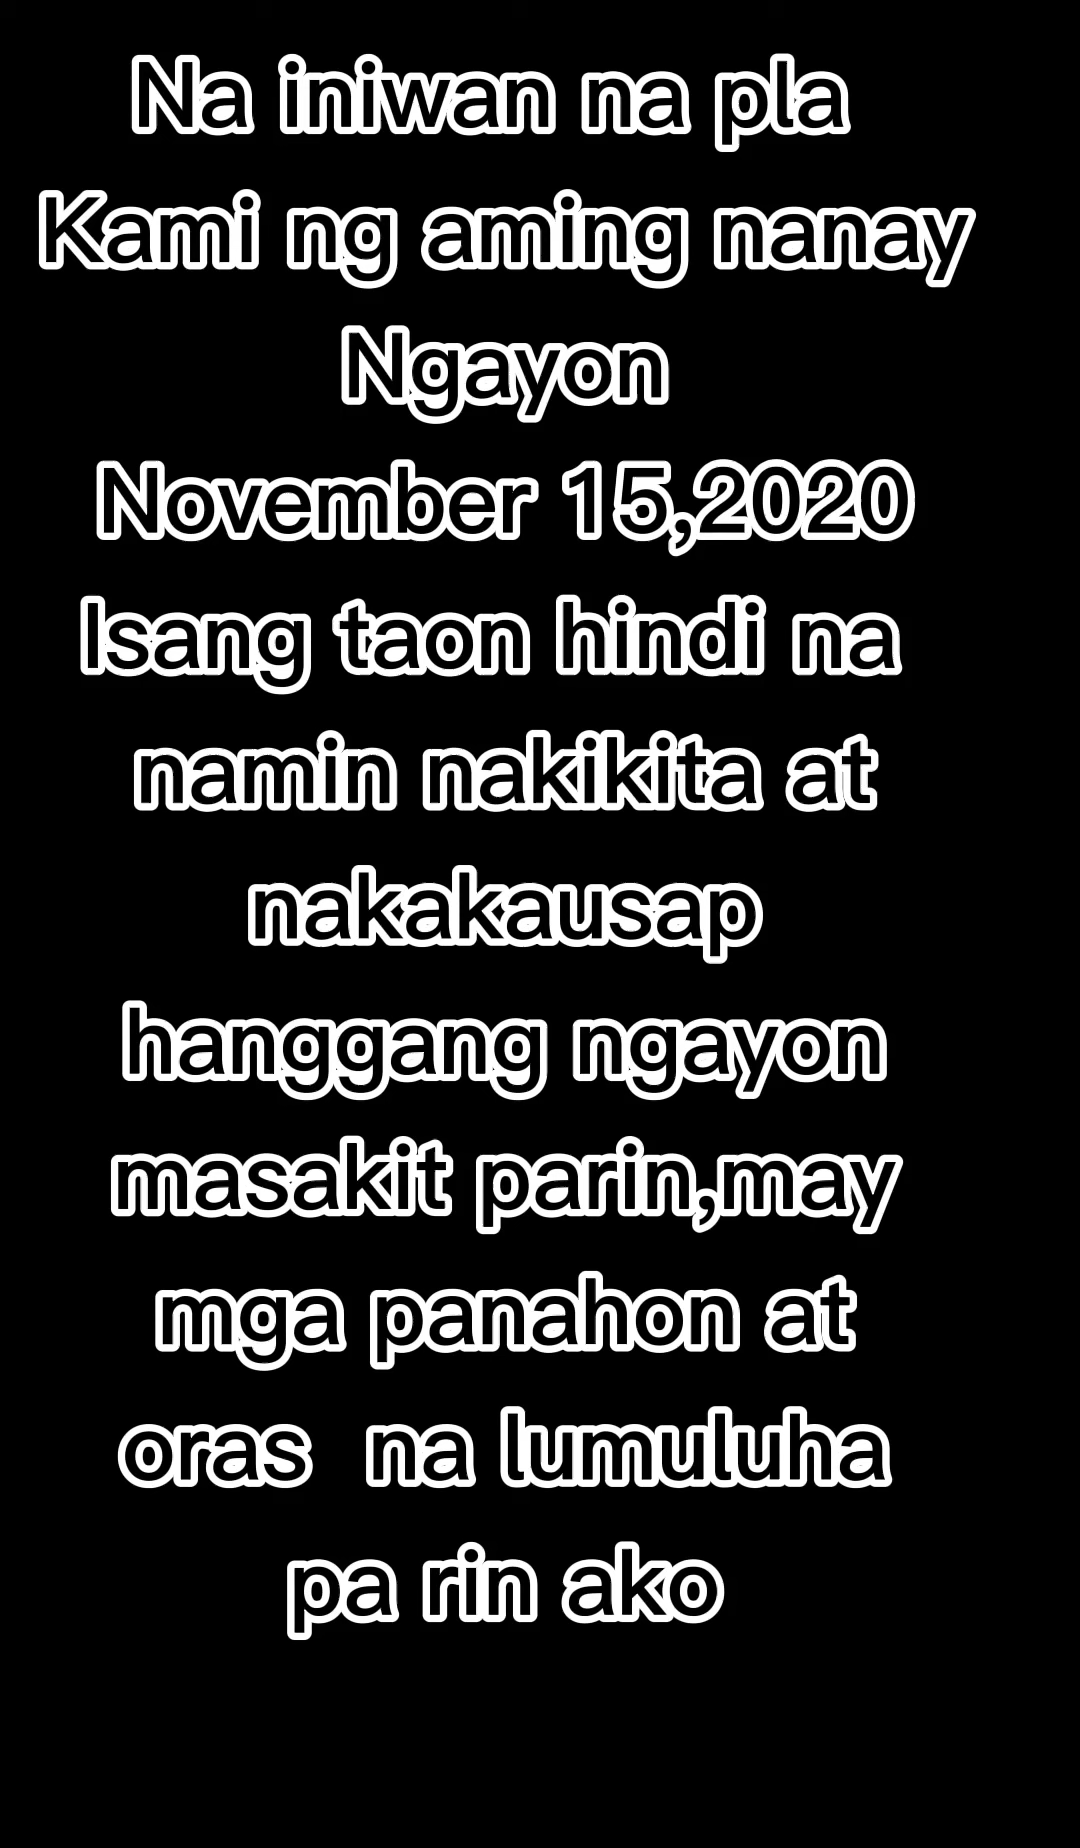 Na iniwan na pla
Kami ng aming nanay
Ngayon
November 15,2020
Isang taon hindi na
namin nakikita at
nakakausap
hanggang ngayon
masakit parin,may
mga panahon at
oras  na lumuluha
pa rin ako